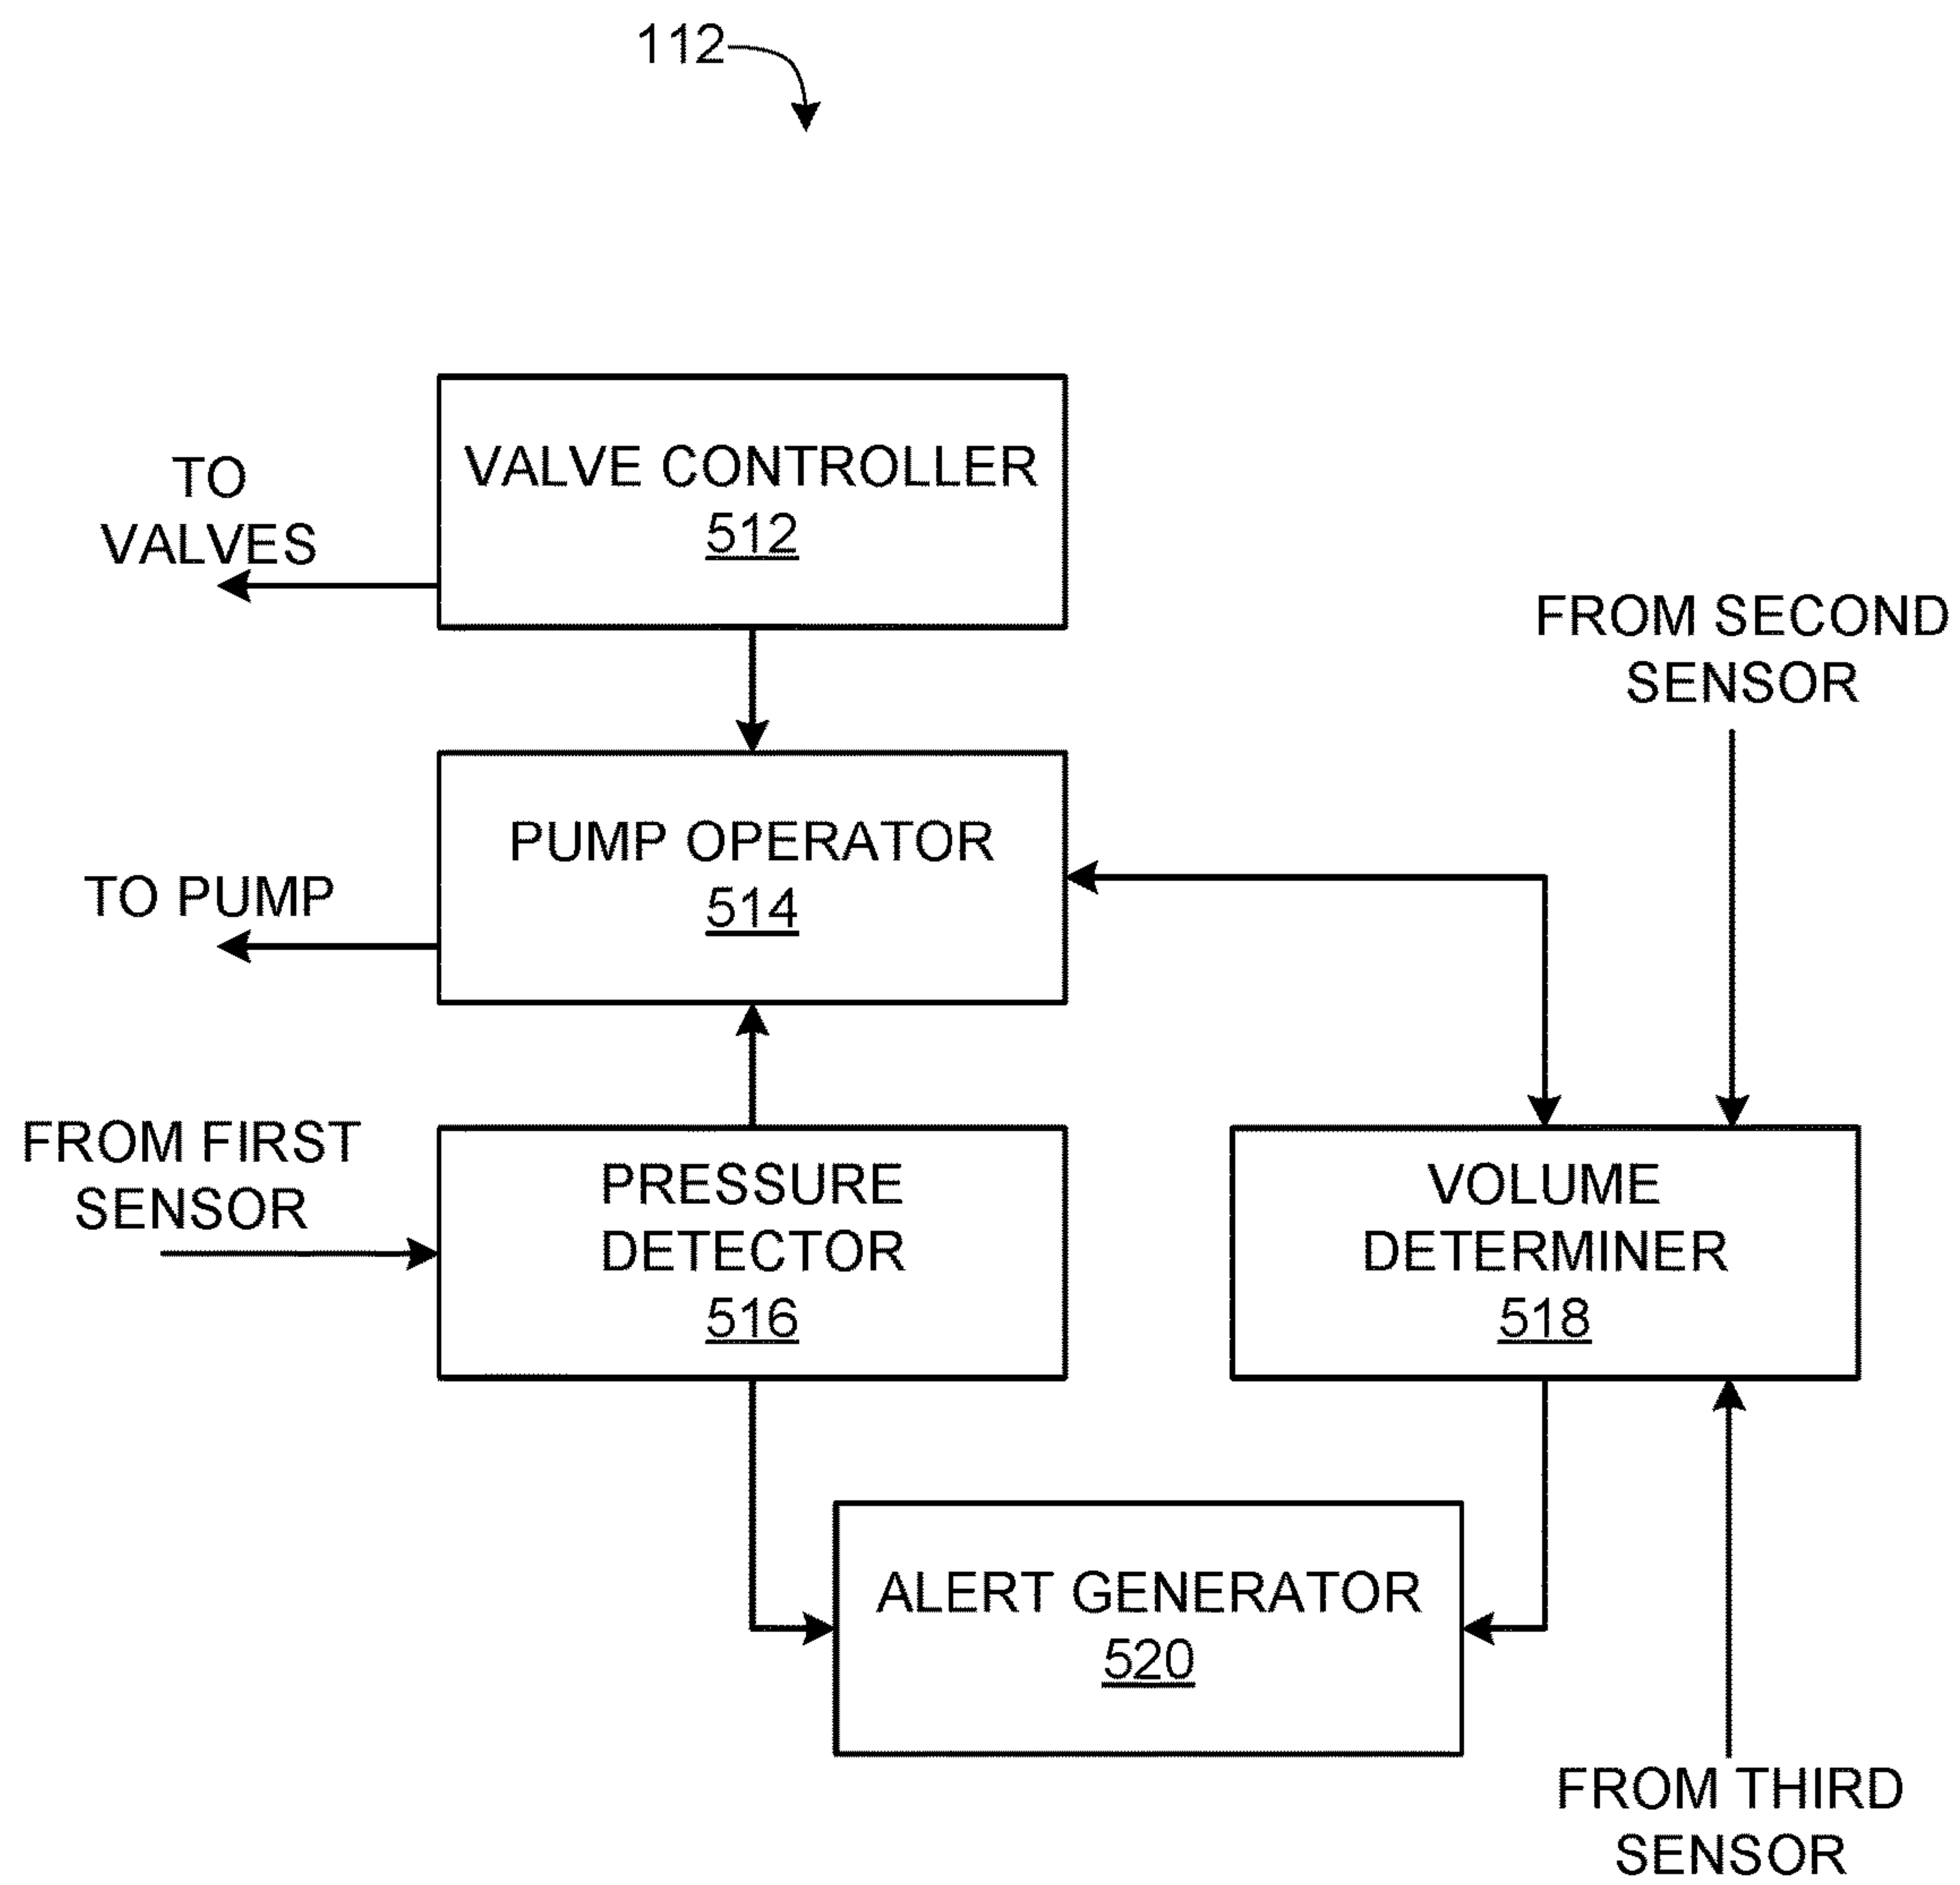 112
VALVE CONTROLLER
512
TO
VALVES
FROM SECOND
SENSOR
PUMP OPERATOR
514
TO PUMP
FROM FIRST
SENSOR
PRESSURE
DETECTOR
516
VOLUME
DETERMINER
518
ALERT GENERATOR
520
FROM THIRD
SENSOR